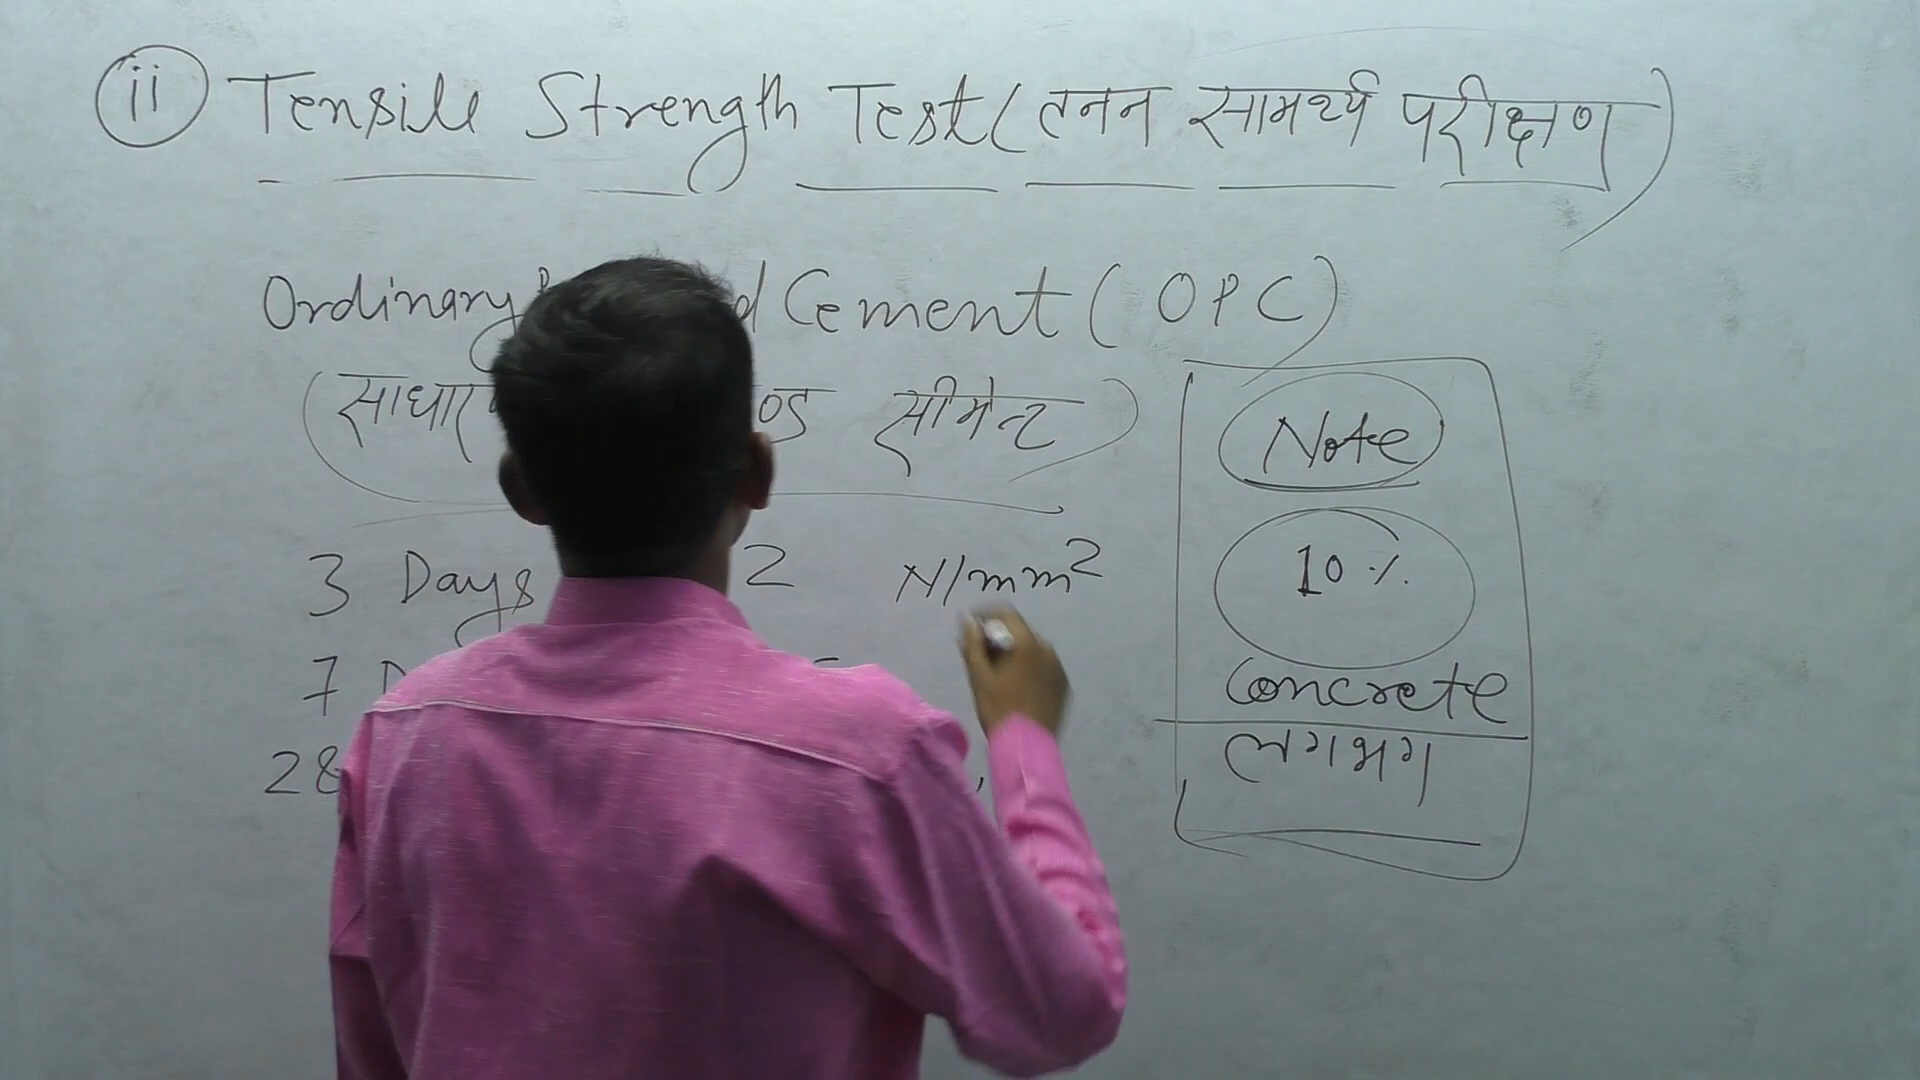 ii Tensile Strength Test (तनन सामर्थ्य परीक्षण)
Ordinary Cement (OPC)
सीमेन्ट)
3 Days 2 N/mm²
7
28
Note
10 %
Concrete
लगभग